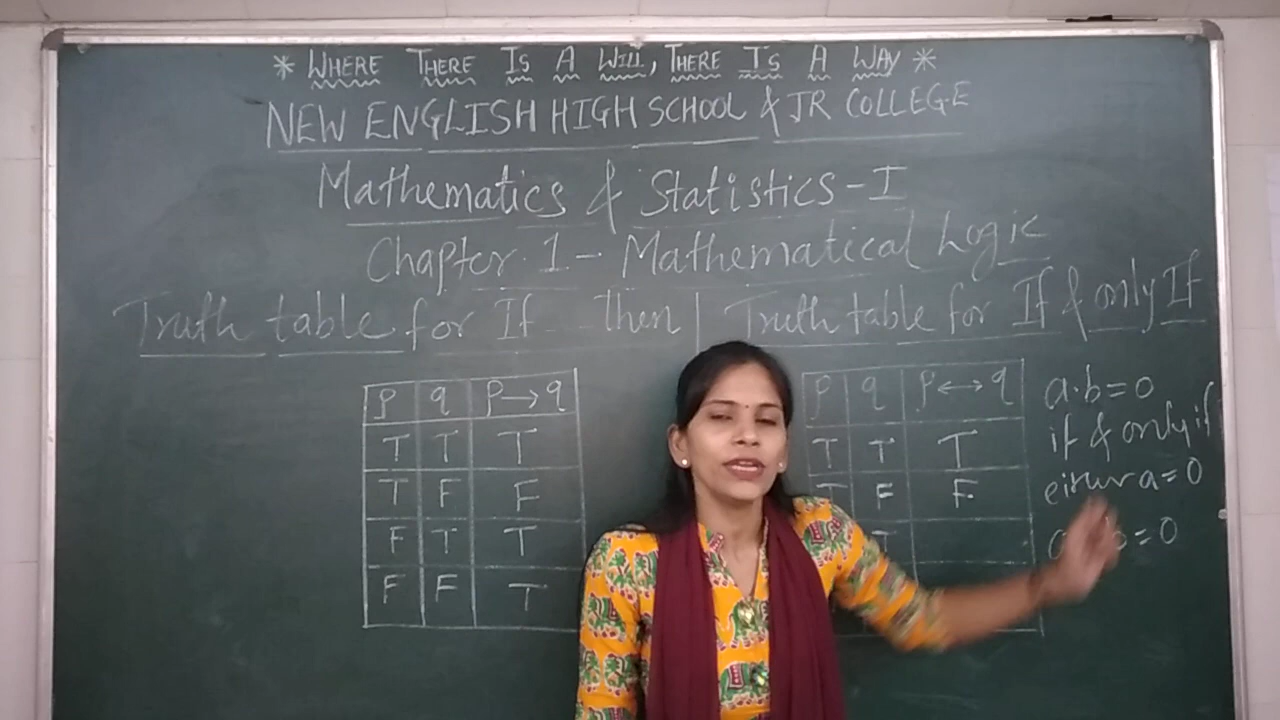 * WHERE THERE IS A WILL, THERE IS A WAY *
NEW ENGLISH HIGH SCHOOL & JR COLLEGE
Mathematics & Statistics - I
Chapter 1 - Mathematical Logic
Truth table for If ... then | Truth table for If & only If
p q p → q
T T T
T F F
F T T
F F T
p q p ↔ q
T T T
T F F
T
a.b = 0
if & only if
a = 0
= 0